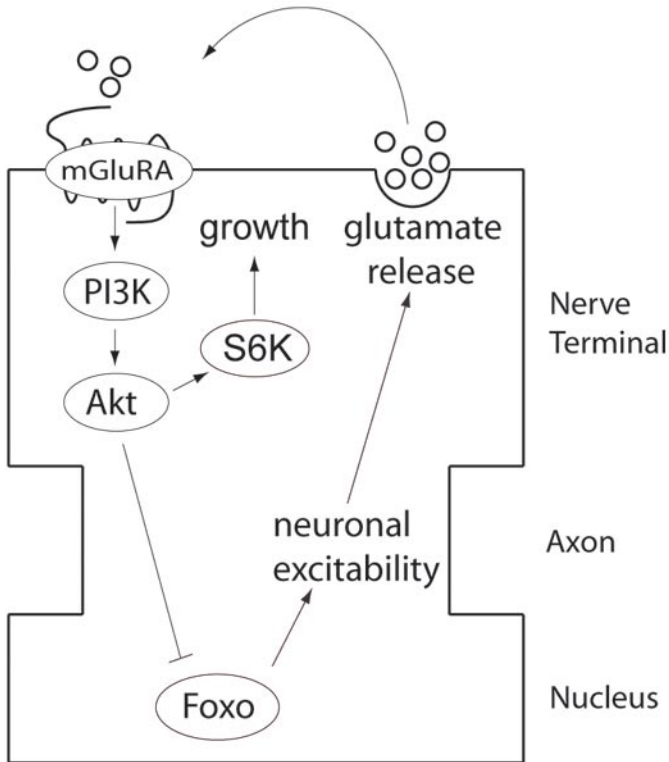 mGluRA
growth
glutamate
release
PI3K
Nerve
Terminal
S6K
Akt
neuronal
excitability
Axon
Foxo
Nucleus